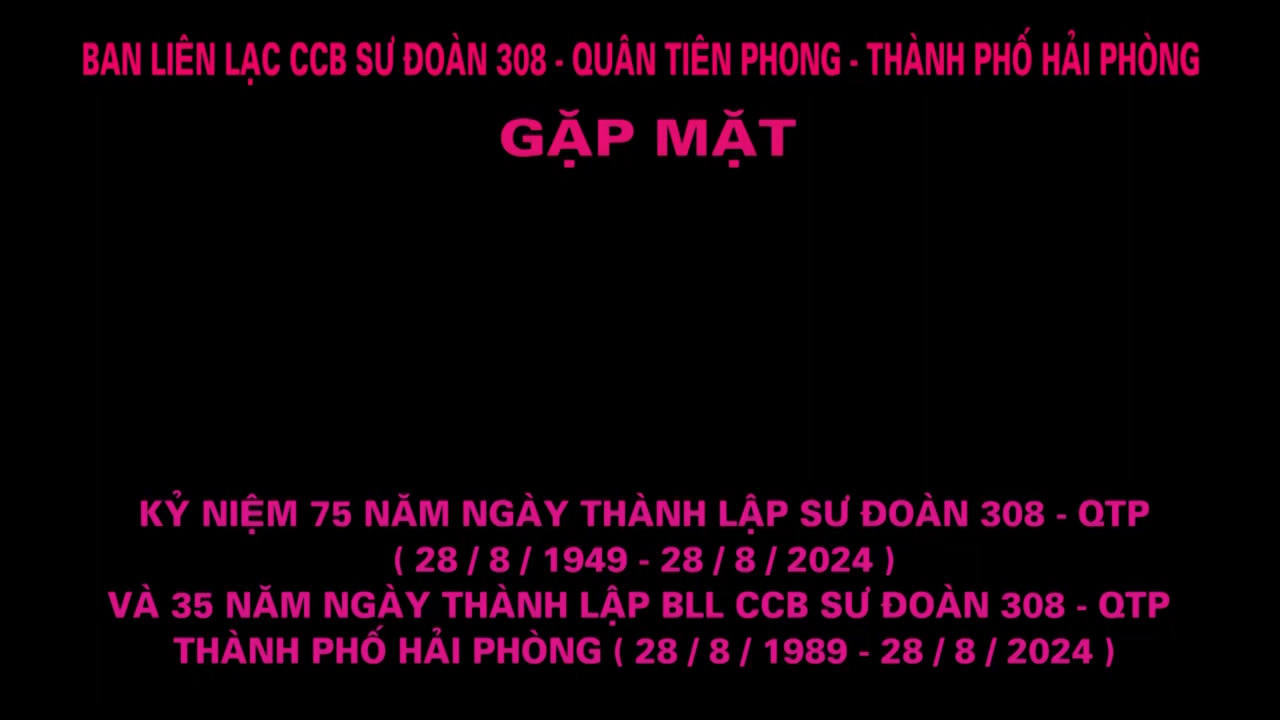 BAN LIÊN LẠC CCB SƯ ĐOÀN 308 - QUÂN TIÊN PHONG - THÀNH PHỐ HẢI PHÒNG
GẶP MẶT
KỶ NIỆM 75 NĂM NGÀY THÀNH LẬP SƯ ĐOÀN 308 - QTP
( 28 / 8 / 1949 - 28 / 8 / 2024 )
VÀ 35 NĂM NGÀY THÀNH LẬP BLL CCB SƯ ĐOÀN 308 - QTP
THÀNH PHỐ HẢI PHÒNG ( 28 / 8 / 1989 - 28 / 8 / 2024 )